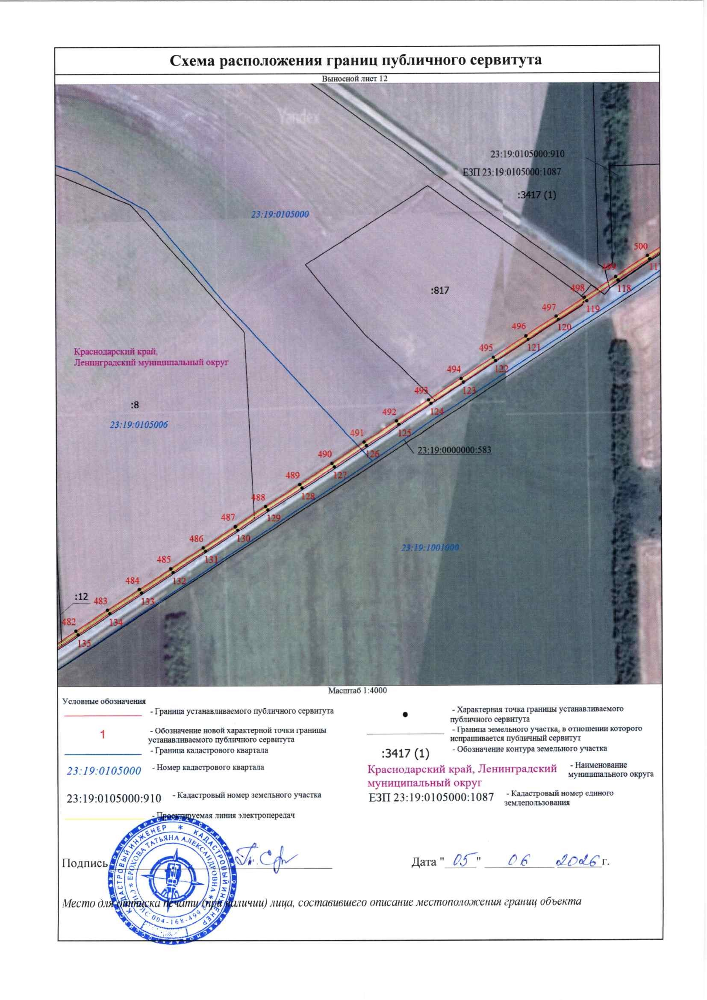 Схема расположения границ публичного сервитута
Выносной лист 12
Yandex
23:19:0105000:910
ЕЗП 23:19:0105000:1087
:3417 (1)
23:19:0105000
500
499
11
498
118
:817
497
119
496
120
495
121
Краснодарский край,
Ленинградский муниципальный округ
494
122
493
123
:8
492
124
23:19:0105006
491
125
23:19:0000000:583
490
126
489
127
488
128
487
129
486
130
23:19:1001000
485
131
484
132
:12
483
133
482
134
135
Масштаб 1:4000
Условные обозначения
- Граница устанавливаемого публичного сервитута
- Характерная точка границы устанавливаемого
публичного сервитута
1
- Обозначение новой характерной точки границы
устанавливаемого публичного сервитута
- Граница земельного участка, в отношении которого
испрашивается публичный сервитут
- Граница кадастрового квартала
:3417 (1)
- Обозначение контура земельного участка
23:19:0105000
- Номер кадастрового квартала
Краснодарский край, Ленинградский
муниципальный округ
- Наименование
муниципального округа
23:19:0105000:910
- Кадастровый номер земельного участка
ЕЗП 23:19:0105000:1087
- Кадастровый номер единого
землепользования
- Проектируемая линия электропередач
КАДАСТРОВЫЙ ИНЖЕНЕР * КАДАСТРОВЫЙ ИНЖЕНЕР
* ЕРОХОВА ТАТЬЯНА АЛЕКСАНДРОВНА *
004-168-499
Подпись
Дата " 05 " 06 2026 г.
Место для оттиска печати (при наличии) лица, составившего описание местоположения границ объекта